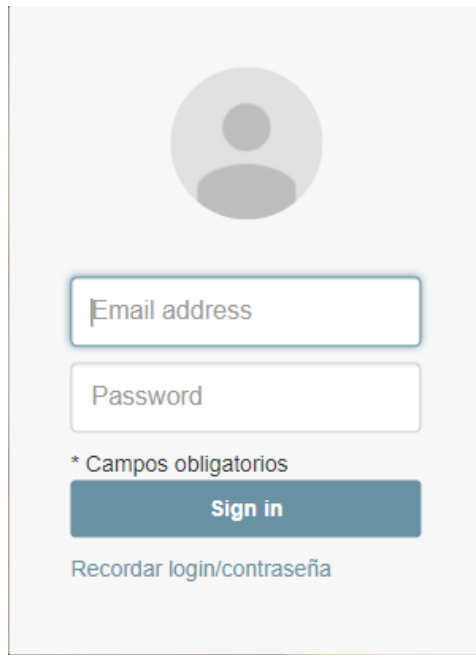 Email address
Password
* Campos obligatorios
Sign in
Recordar login/contraseña